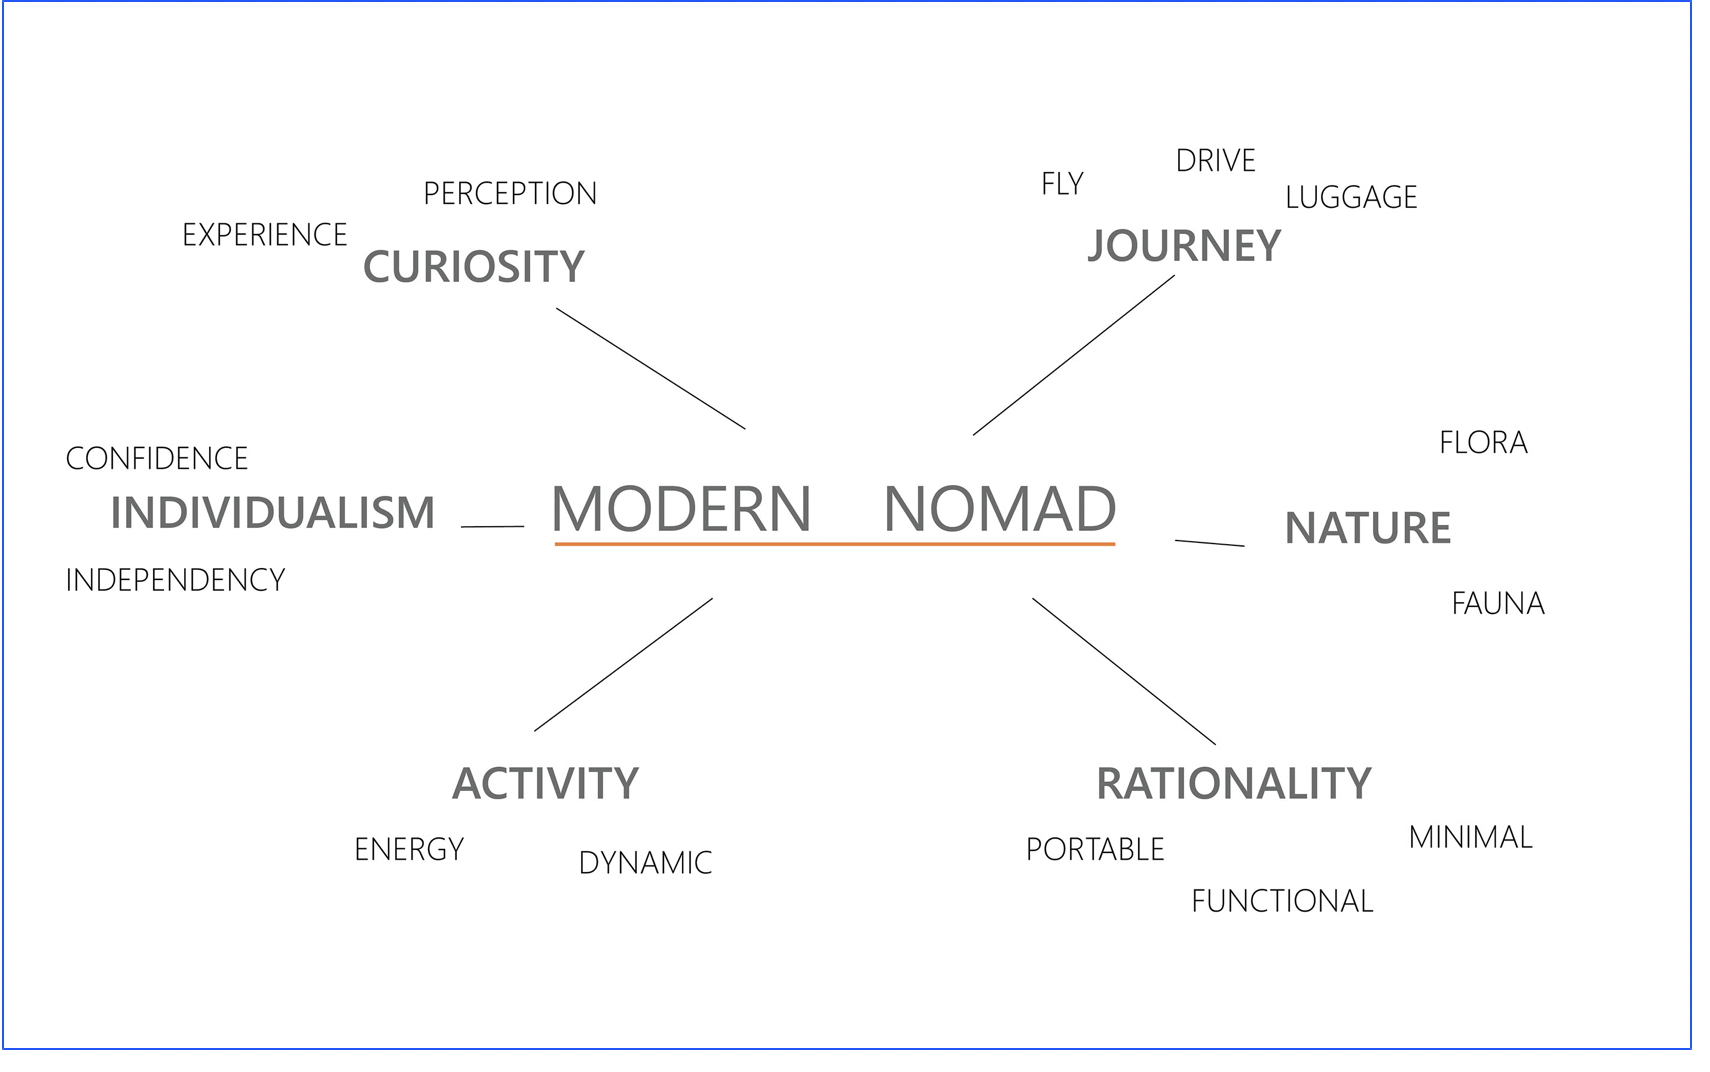 PERCEPTION
EXPERIENCE
CURIOSITY
FLY
DRIVE
LUGGAGE
JOURNEY
CONFIDENCE
INDIVIDUALISM
INDEPENDENCY
MODERN NOMAD
FLORA
NATURE
FAUNA
ACTIVITY
ENERGY
DYNAMIC
RATIONALITY
PORTABLE
MINIMAL
FUNCTIONAL